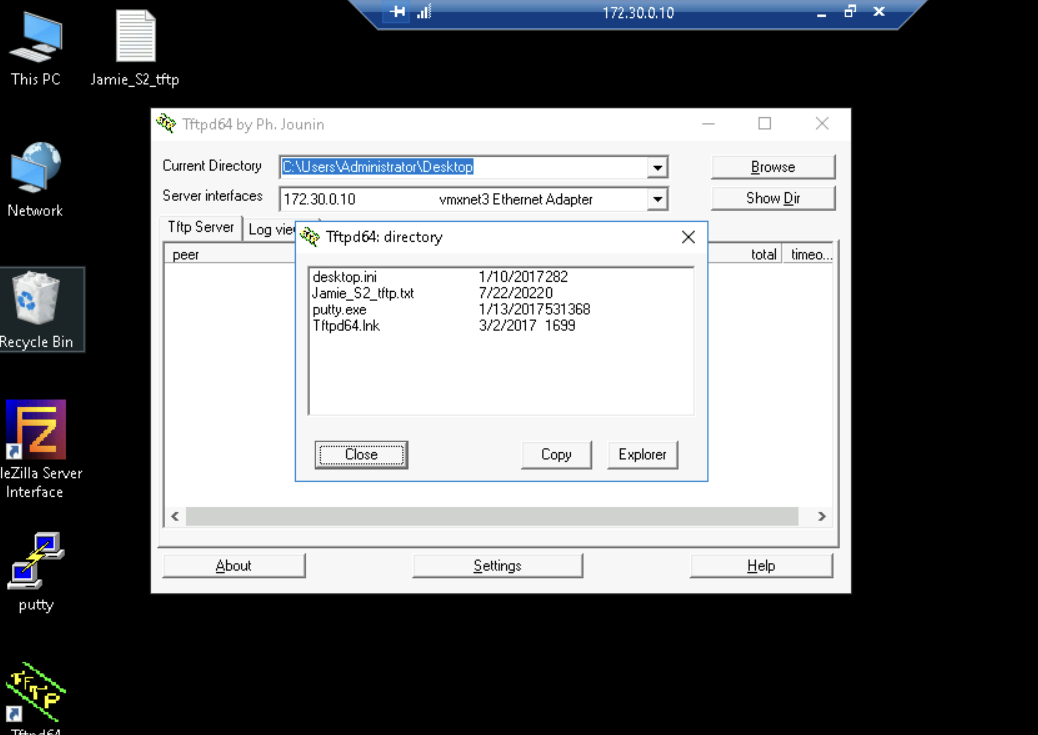 172.30.0.10
This PC
Jamie_S2_tftp
Tftpd64 by Ph. Jounin
Current Directory C:\Users\Administrator\Desktop Browse
Server interfaces 172.30.0.10 vmxnet3 Ethernet Adapter Show Dir
Network
Tftp Server Log vie
Tftpd64: directory
peer total timeo...
desktop.ini 1/10/2017282
Jamie_S2_tftp.txt 7/22/20220
putty.exe 1/13/2017531368
Tftpd64.lnk 3/2/2017 1699
Recycle Bin
Close Copy Explorer
leZilla Server
Interface
About Settings Help
putty
TFTP
Tftpd64